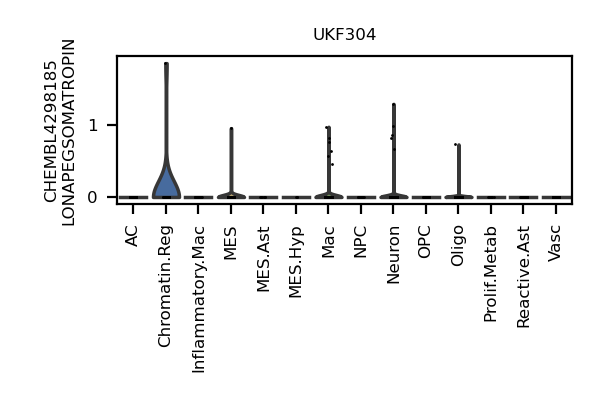 UKF304
CHEMBL4298185
LONAPEGSOMATROPIN
1
0
AC
Chromatin.Reg
Inflammatory.Mac
MES
MES.Ast
MES.Hyp
Mac
NPC
Neuron
OPC
Oligo
Prolif.Metab
Reactive.Ast
Vasc